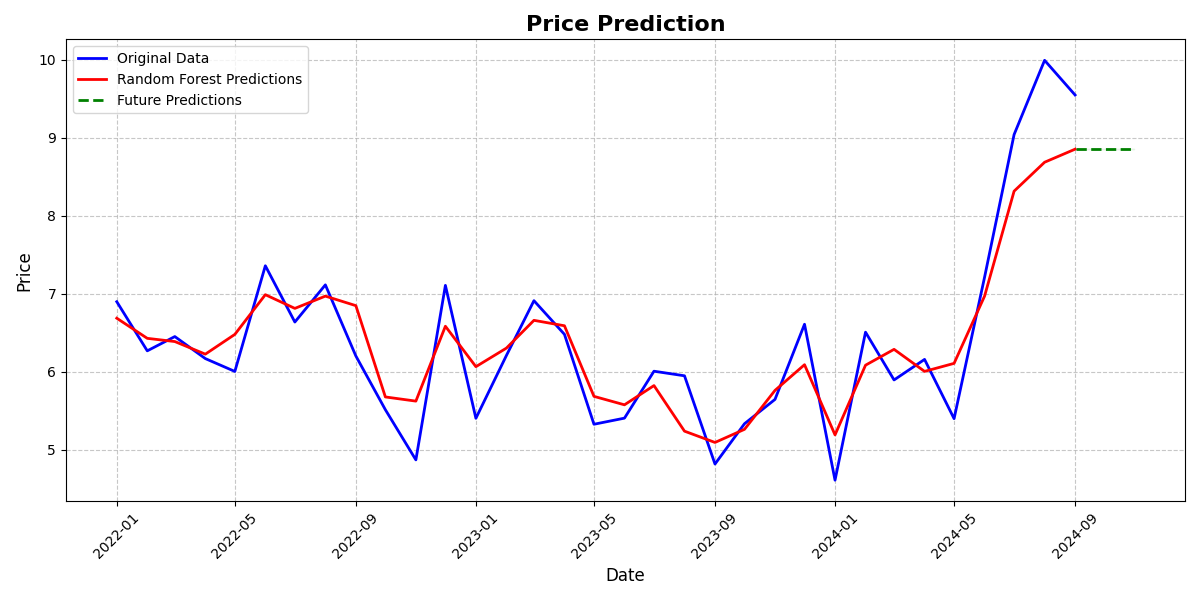 Price Prediction
Original Data
Random Forest Predictions
Future Predictions
10
9
8
7
6
5
Price
2022-01
2022-05
2022-09
2023-01
2023-05
2023-09
2024-01
2024-05
2024-09
Date